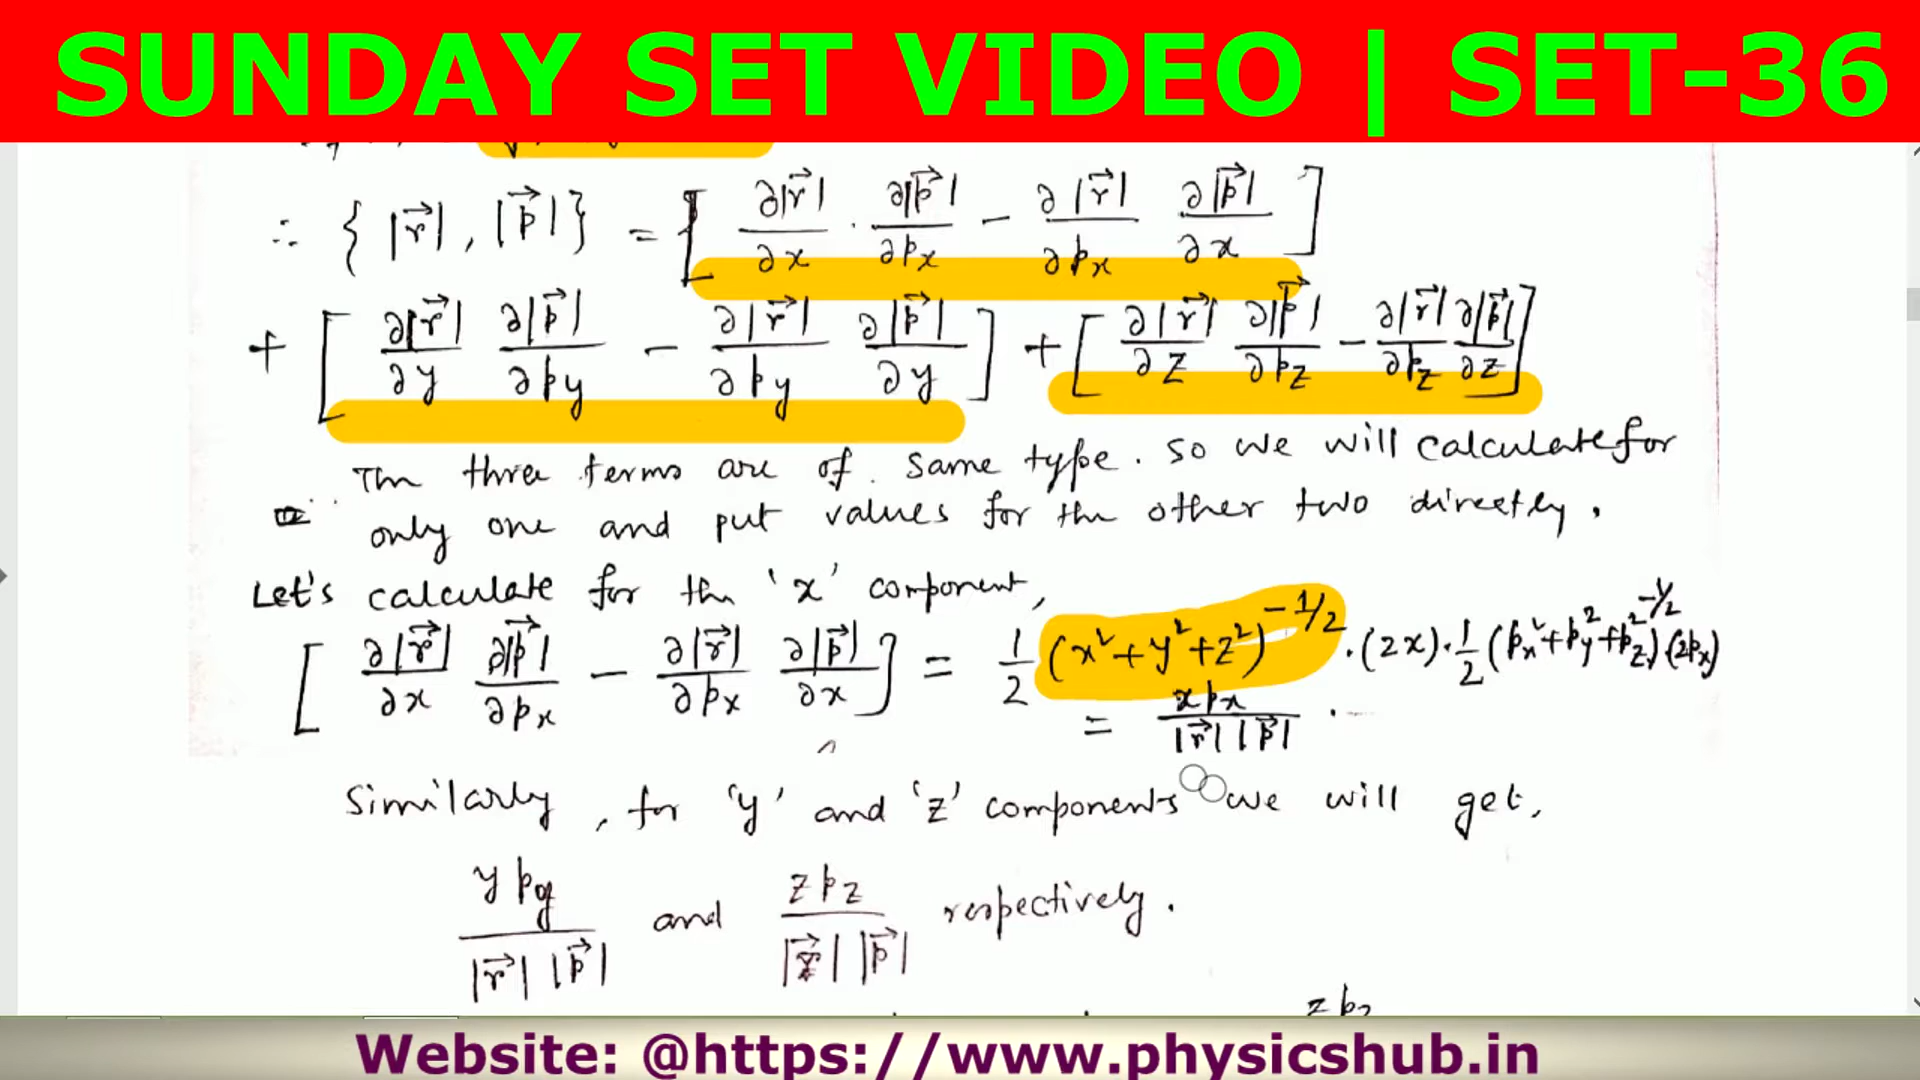 SUNDAY SET VIDEO | SET-36
∴ { |r⃗|, |p⃗| } = [ ∂|r⃗|/∂x · ∂|p⃗|/∂px − ∂|r⃗|/∂px ∂|p⃗|/∂x ]
+ [ ∂|r⃗|/∂y ∂|p⃗|/∂py − ∂|r⃗|/∂py ∂|p⃗|/∂y ] + [ ∂|r⃗|/∂z ∂|p⃗|/∂pz − ∂|r⃗|/∂pz ∂|p⃗|/∂z ]
The three terms are of same type. So we will calculate for
only one and put values for the other two directly.
Let's calculate for the 'x' component,
[ ∂|r⃗|/∂x ∂|p⃗|/∂px − ∂|r⃗|/∂px ∂|p⃗|/∂x ] = 1/2 (x²+y²+z²)^-1/2 · (2x) · 1/2 (px²+py²+pz²)^-1/2 (2px)
= xpx/|r⃗||p⃗| .
Similarly, for 'y' and 'z' components we will get,
ypy/|r⃗||p⃗| and zpz/|r⃗||p⃗| respectively.
Website: @https://www.physicshub.in